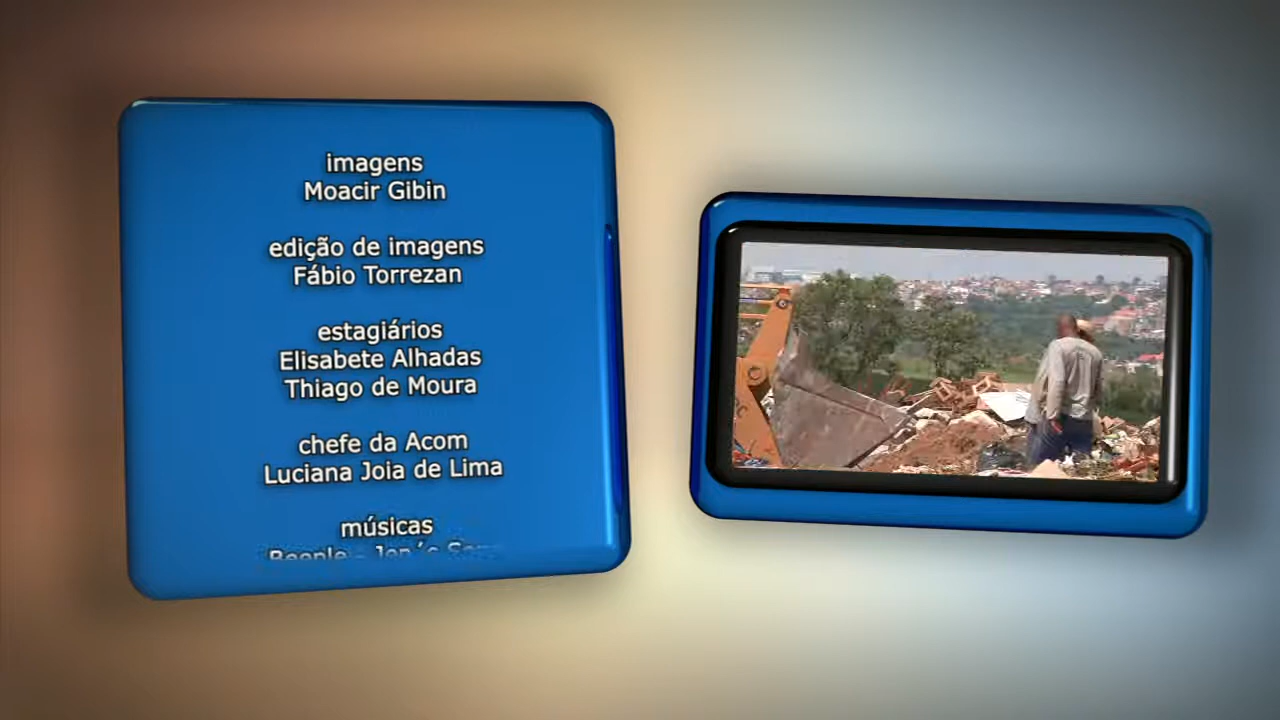 imagens
Moacir Gibin
edição de imagens
Fábio Torrezan
estagiários
Elisabete Alhadas
Thiago de Moura
chefe da Acom
Luciana Joia de Lima
músicas